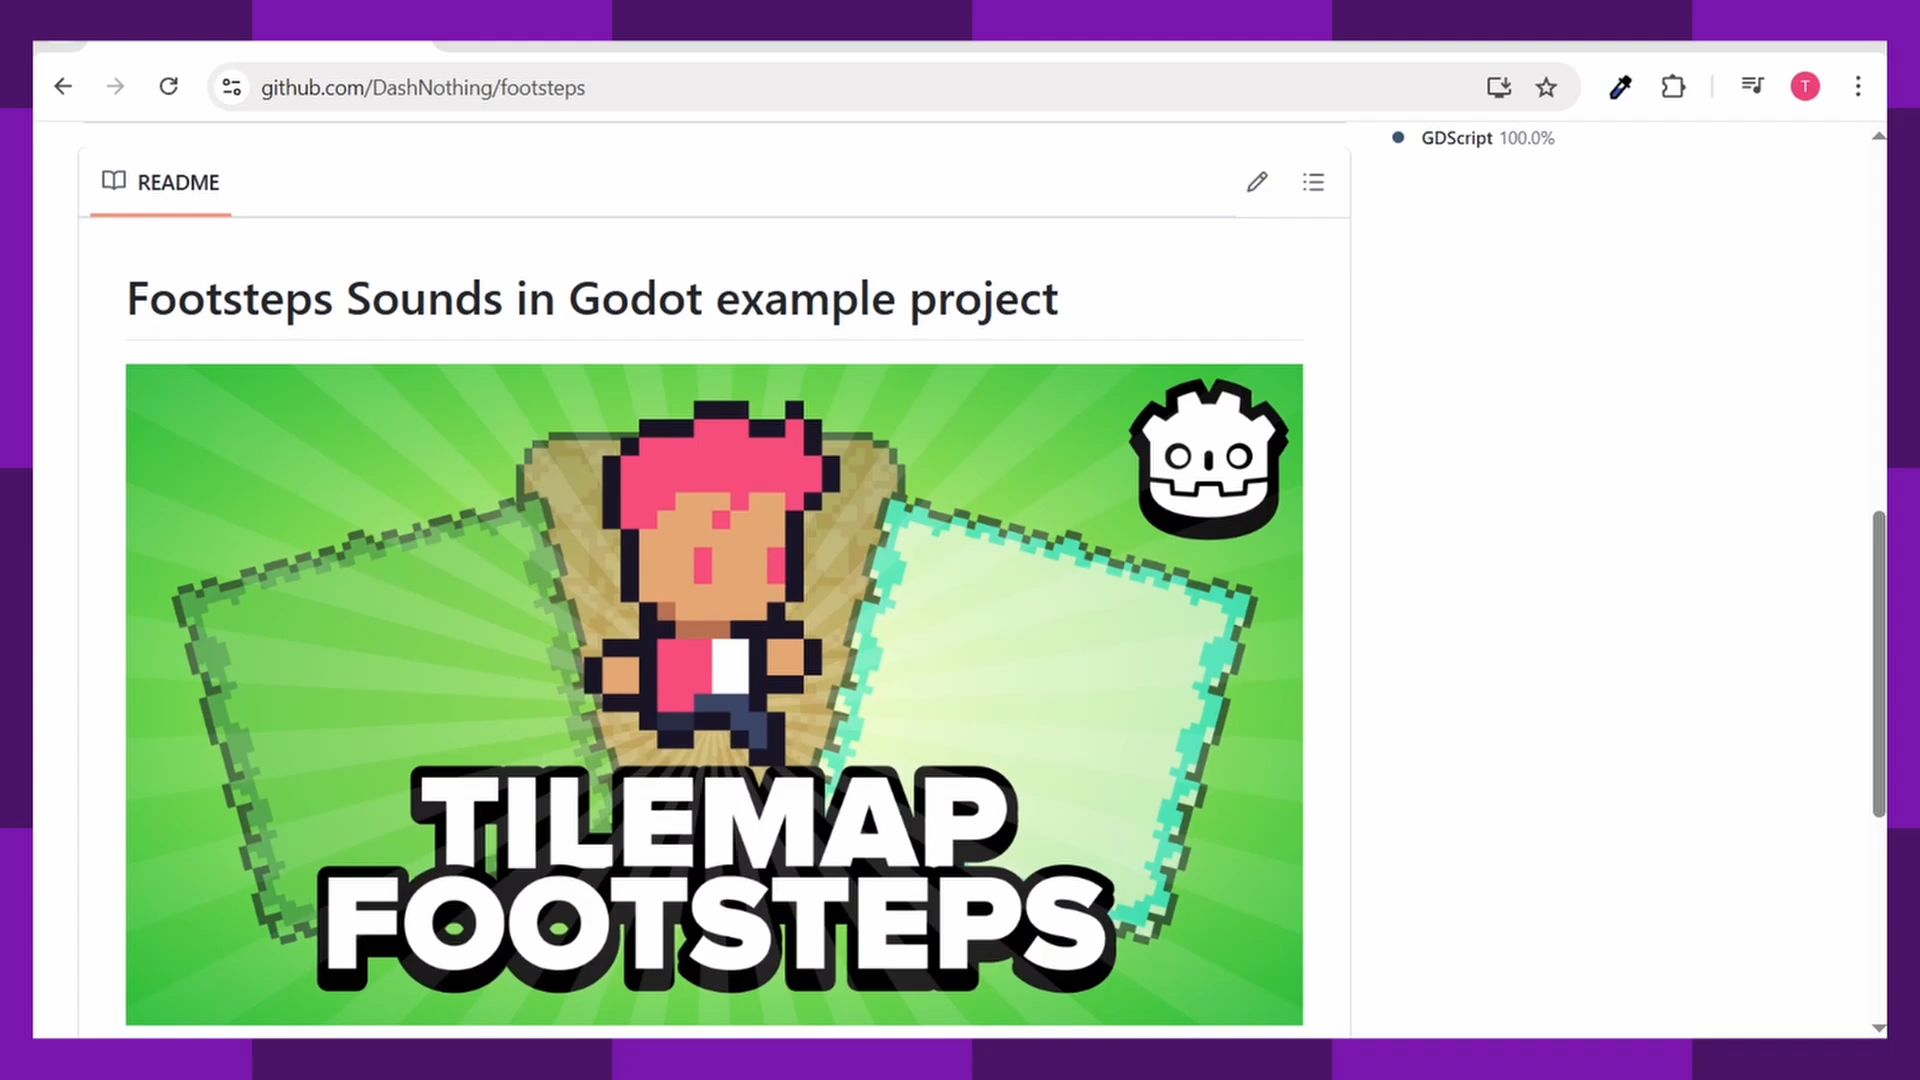 github.com/DashNothing/footsteps
T
GDScript 100.0%
README
Footsteps Sounds in Godot example project
TILEMAP
FOOTSTEPS